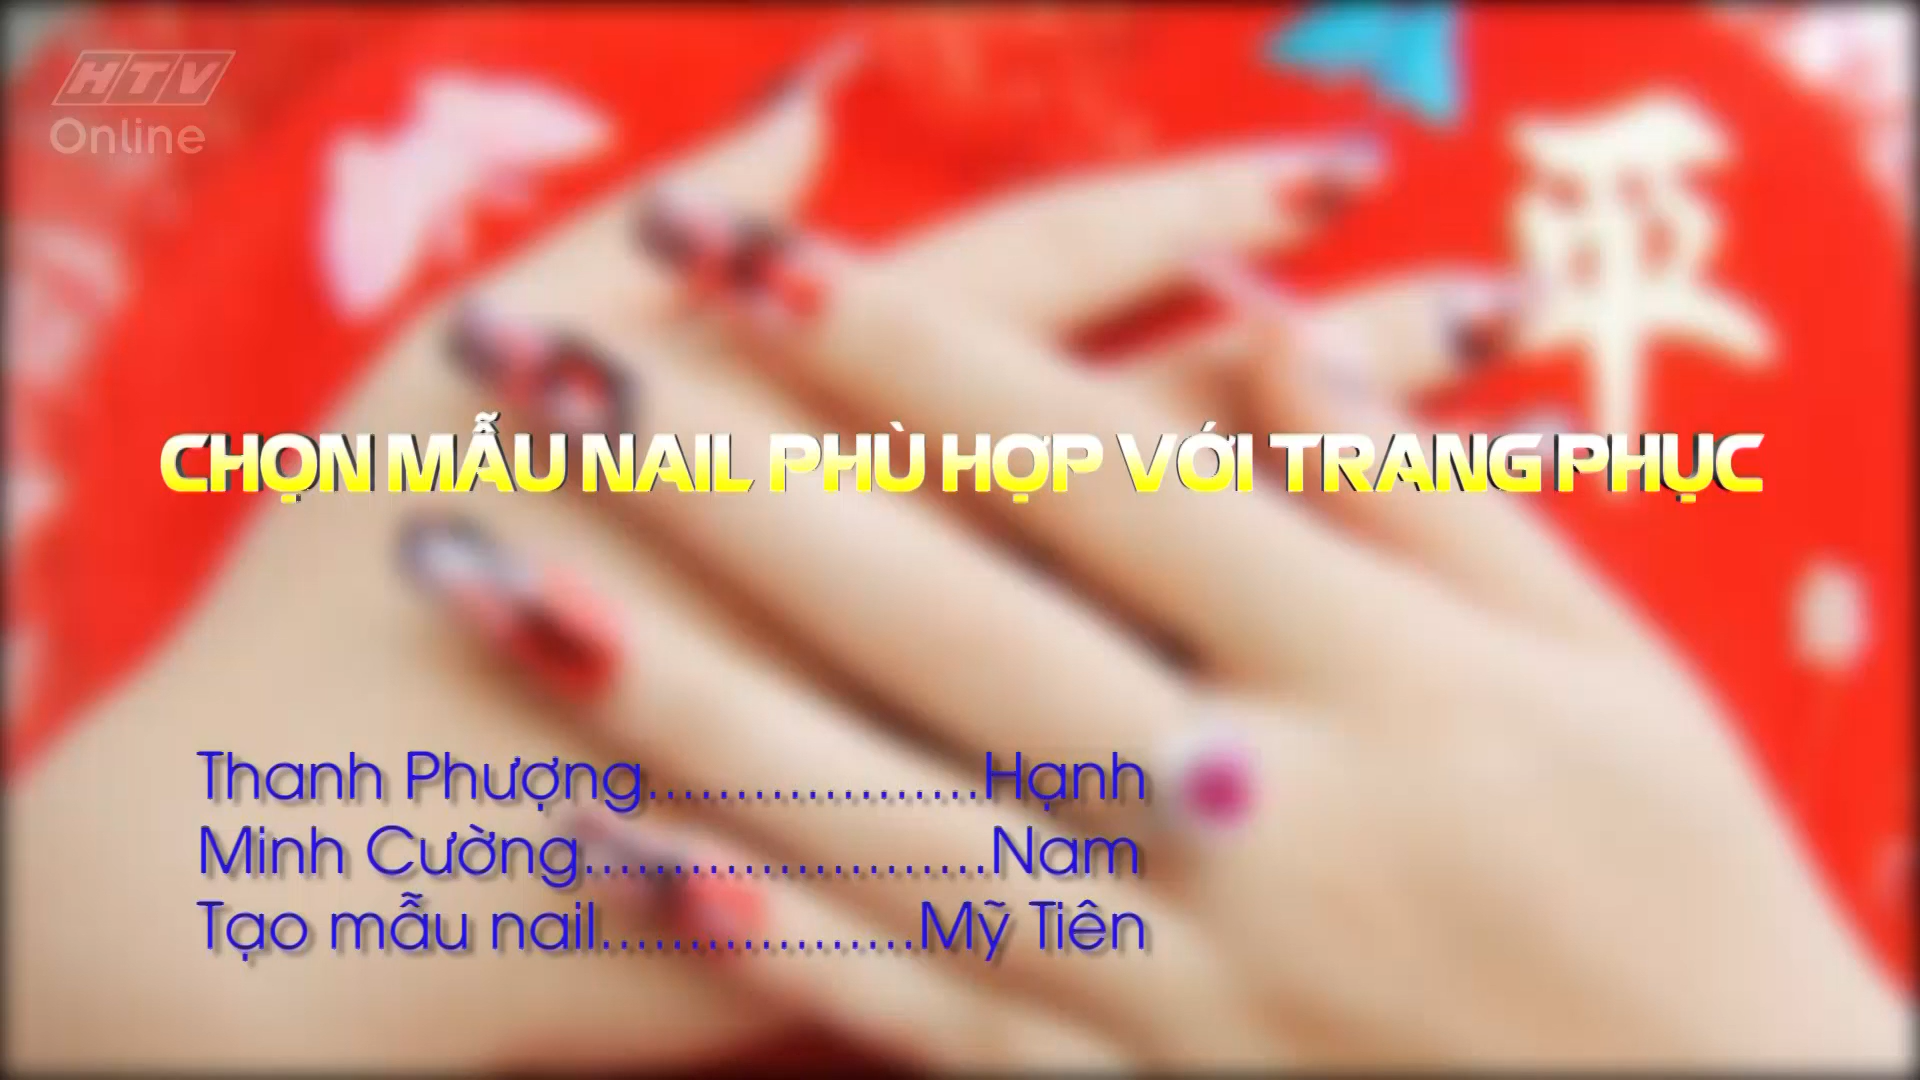 HTV
Online
平
CHỌN MẪU NAIL PHÙ HỢP VỚI TRANG PHỤC
Thanh Phượng...................Hạnh
Minh Cường.......................Nam
Tạo mẫu nail..................Mỹ Tiên